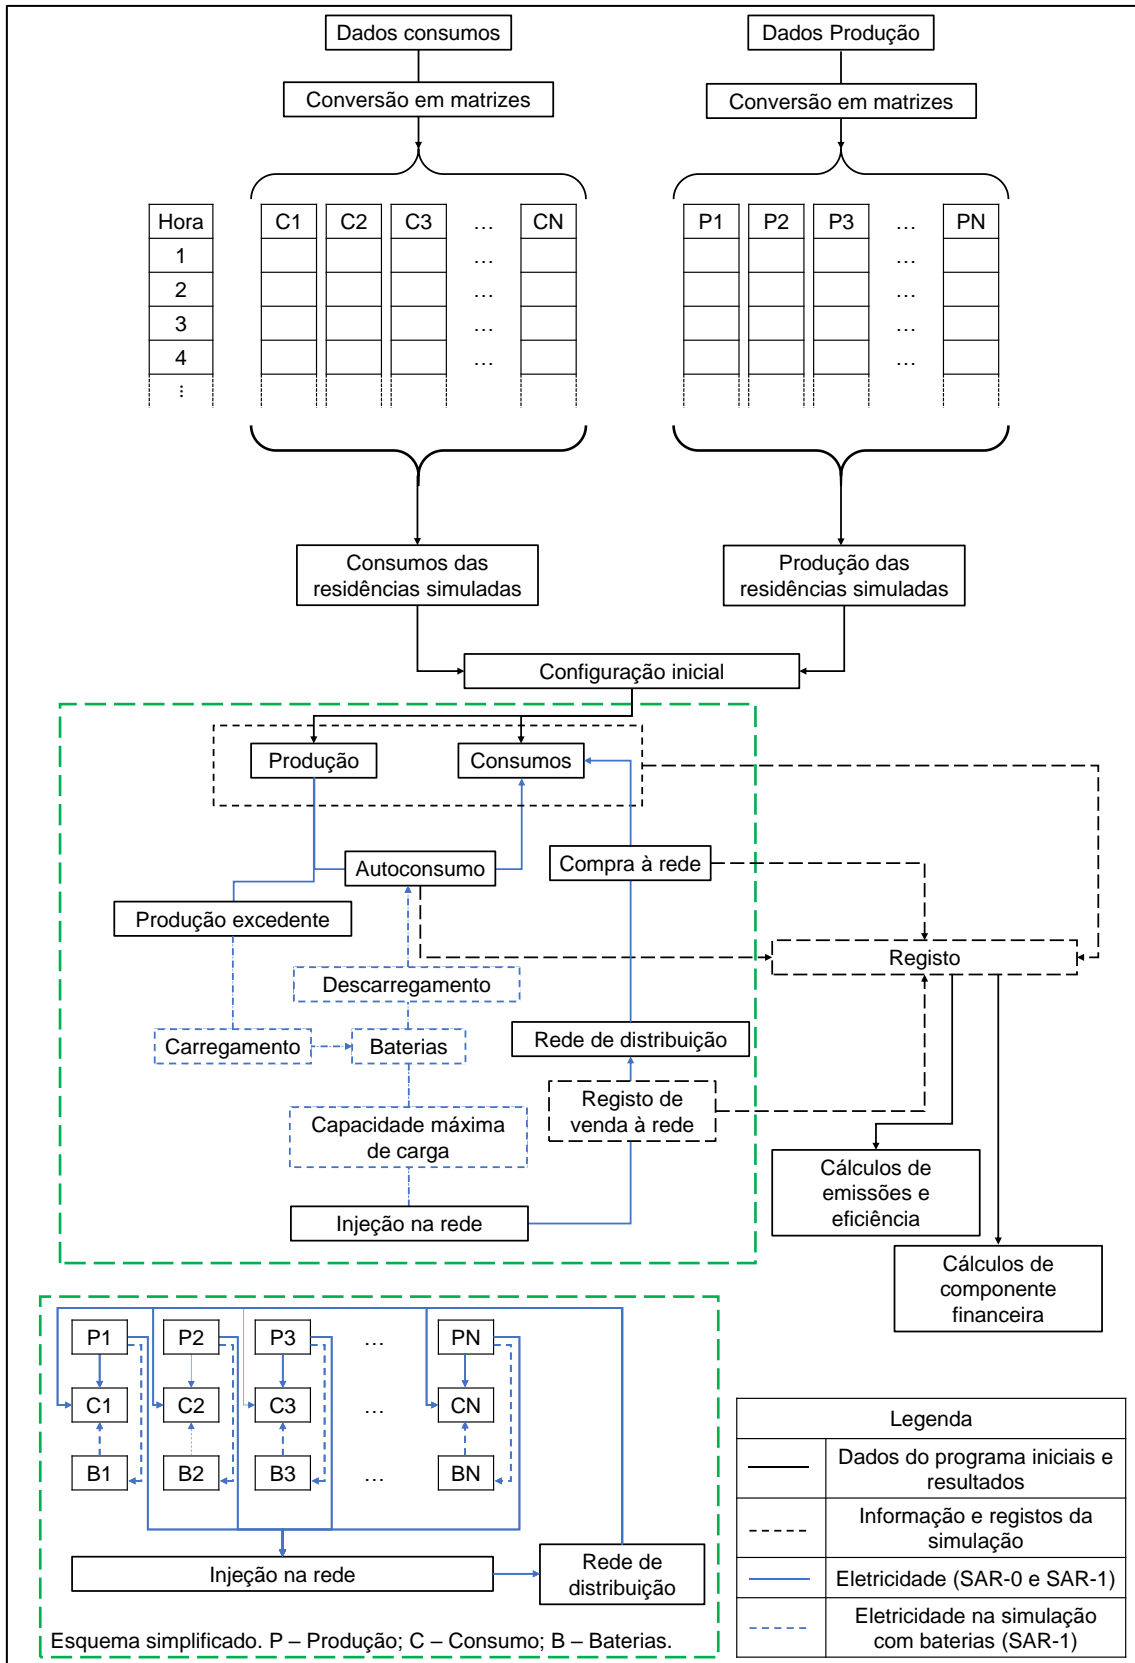 Dados consumos
Dados Produção
Conversão em matrizes
Conversão em matrizes
Hora C1 C2 C3 … CN P1 P2 P3 … PN
1 … …
2 … …
3 … …
4 … …
⋮
Consumos das
residências simuladas
Produção das
residências simuladas
Configuração inicial
Produção
Consumos
Autoconsumo
Compra à rede
Produção excedente
Registo
Descarregamento
Carregamento
Baterias
Rede de distribuição
Capacidade máxima
de carga
Registo de
venda à rede
Injeção na rede
Cálculos de
emissões e
eficiência
Cálculos de
componente
financeira
P1 P2 P3 … PN
C1 C2 C3 … CN
B1 B2 B3 … BN
Injeção na rede
Rede de
distribuição
Esquema simplificado. P – Produção; C – Consumo; B – Baterias.
Legenda
Dados do programa iniciais e
resultados
Informação e registos da
simulação
Eletricidade (SAR-0 e SAR-1)
Eletricidade na simulação
com baterias (SAR-1)